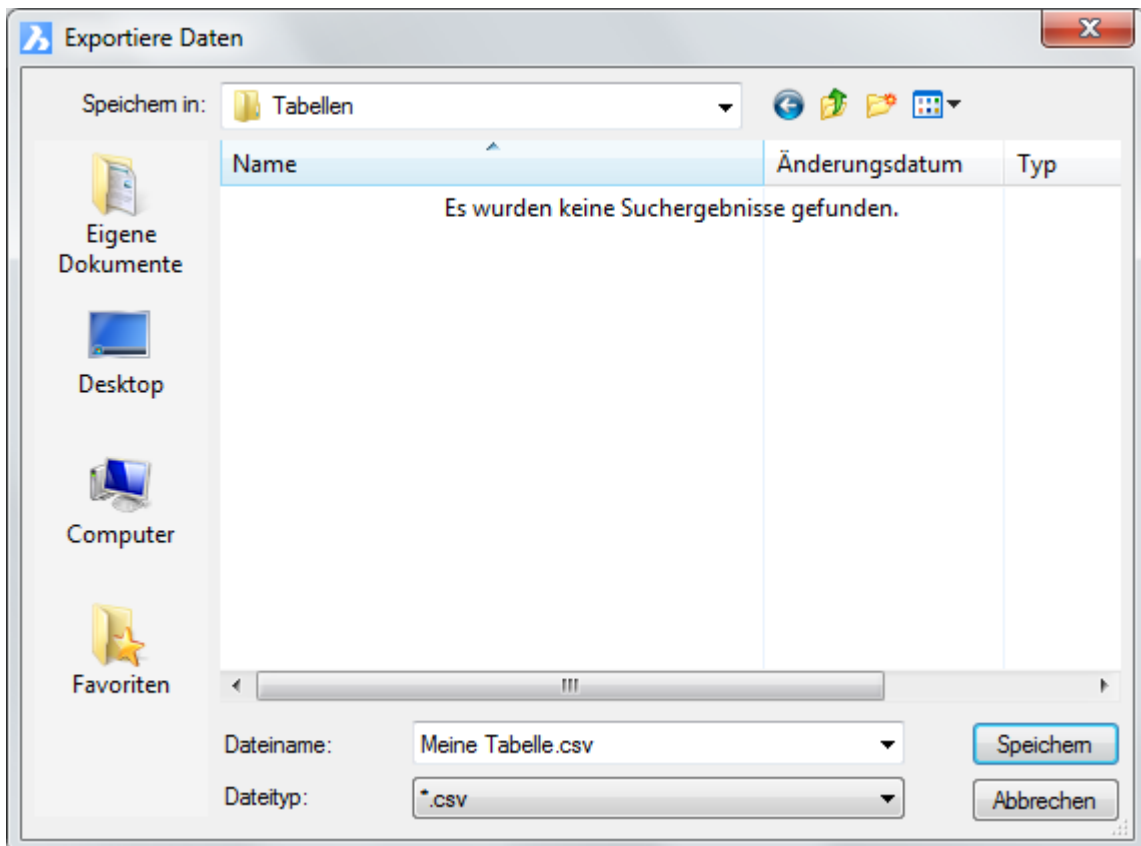 Exportiere Daten
Speichern in:
Tabellen
Name
Änderungsdatum
Typ
Es wurden keine Suchergebnisse gefunden.
Eigene
Dokumente
Desktop
Computer
Favoriten
Dateiname:
Meine Tabelle.csv
Speichern
Dateityp:
*.csv
Abbrechen